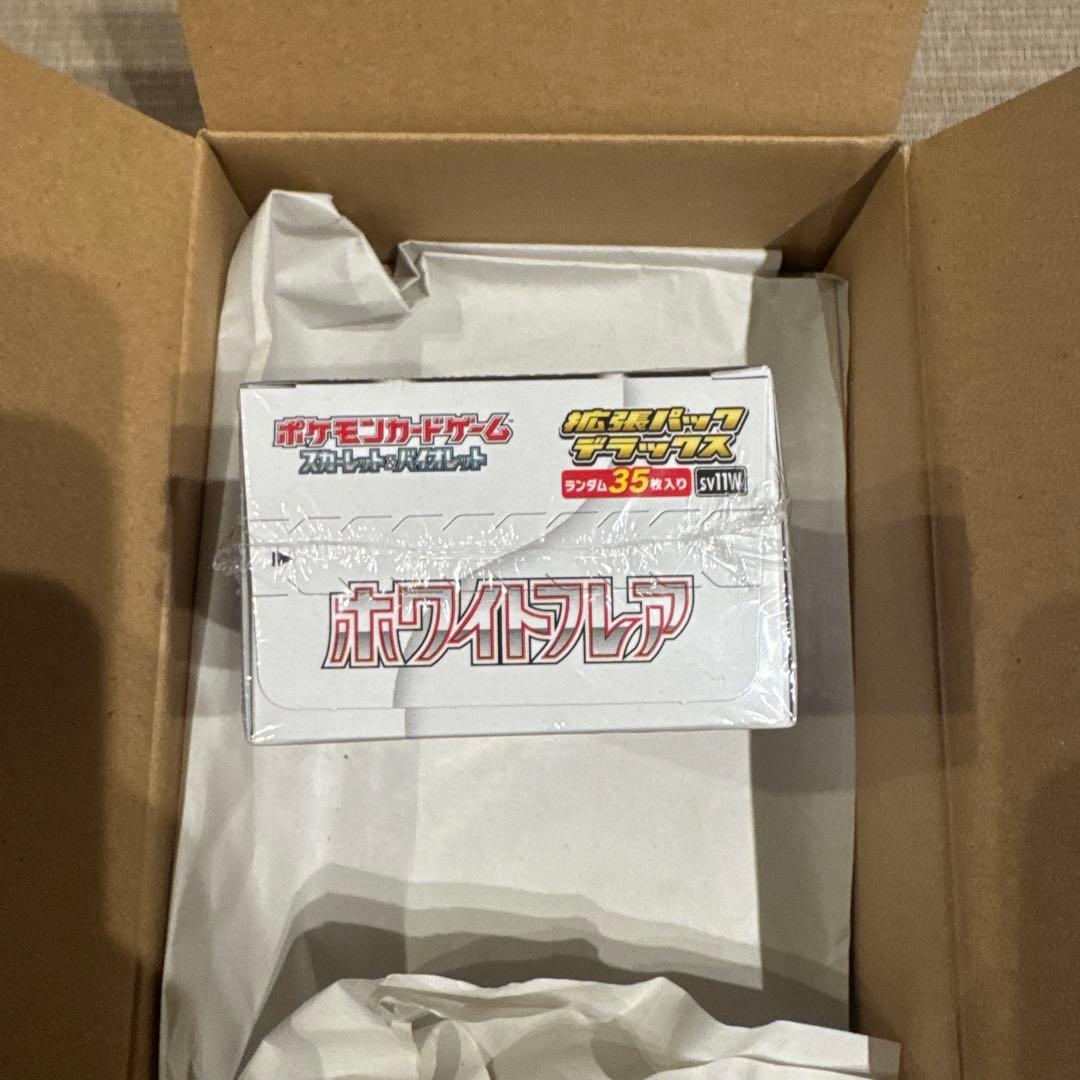 ポケモンカードゲーム
スカーレット&バイオレット
拡張パック
デラックス
ランダム35枚入り sv11W
ホワイトフレア